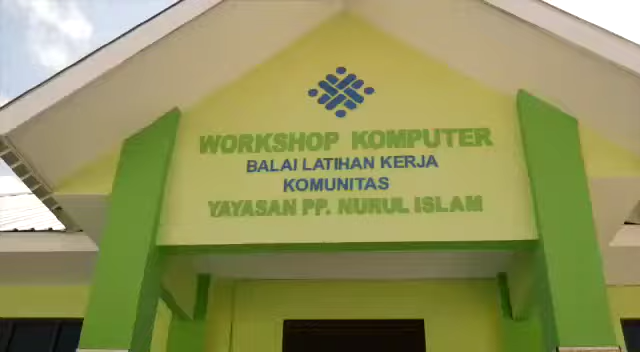 WORKSHOP KOMPUTER
BALAI LATIHAN KERJA
KOMUNITAS
YAYASAN PP. NURUL ISLAM